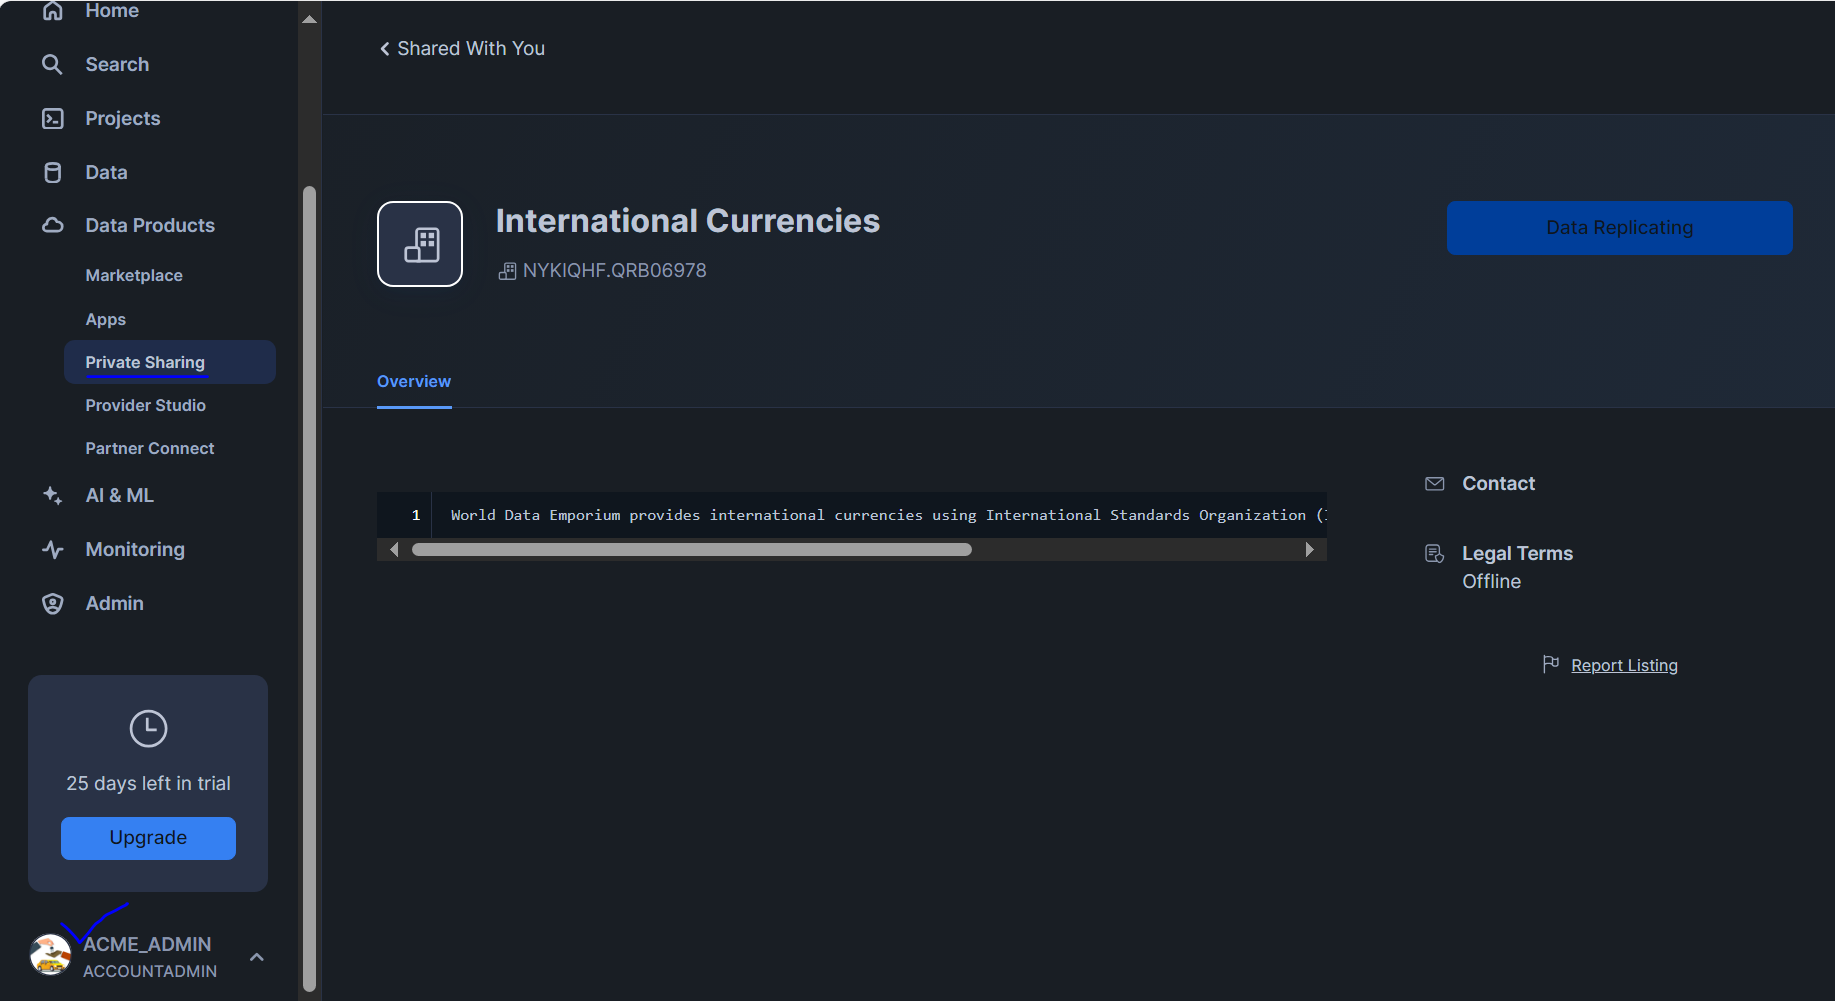 Home
Search
Projects
Data
Data Products
Marketplace
Apps
Private Sharing
Provider Studio
Partner Connect
AI & ML
Monitoring
Admin
25 days left in trial
Upgrade
ACME_ADMIN
ACCOUNTADMIN
Shared With You
International Currencies
NYKIQHF.QRB06978
Data Replicating
Overview
1 World Data Emporium provides international currencies using International Standards Organization (
Contact
Legal Terms
Offline
Report Listing